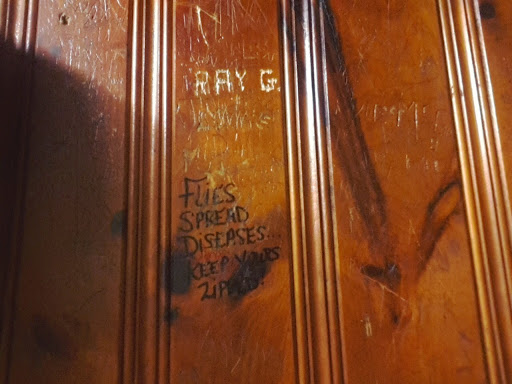 RAY G.
FLIES
SPREAD
DISEASES...
KEEP YOURS
ZIPPED!